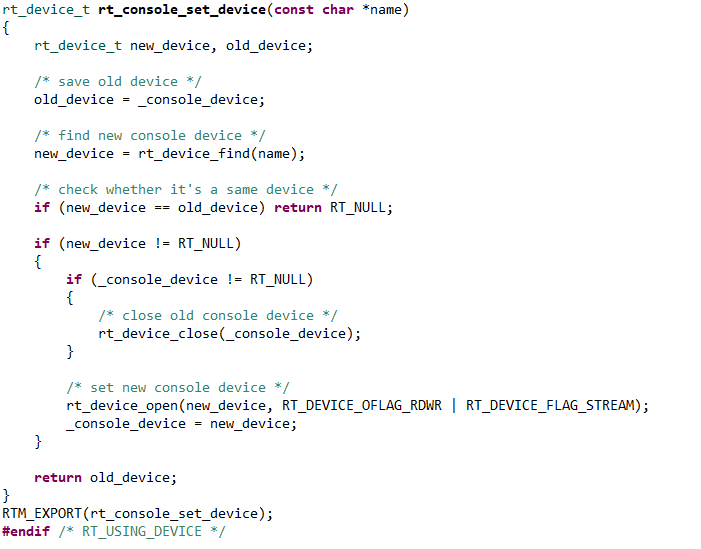 rt_device_t rt_console_set_device(const char *name)
{
    rt_device_t new_device, old_device;

    /* save old device */
    old_device = _console_device;

    /* find new console device */
    new_device = rt_device_find(name);

    /* check whether it's a same device */
    if (new_device == old_device) return RT_NULL;

    if (new_device != RT_NULL)
    {
        if (_console_device != RT_NULL)
        {
            /* close old console device */
            rt_device_close(_console_device);
        }

        /* set new console device */
        rt_device_open(new_device, RT_DEVICE_OFLAG_RDWR | RT_DEVICE_FLAG_STREAM);
        _console_device = new_device;
    }

    return old_device;
}
RTM_EXPORT(rt_console_set_device);
#endif /* RT_USING_DEVICE */